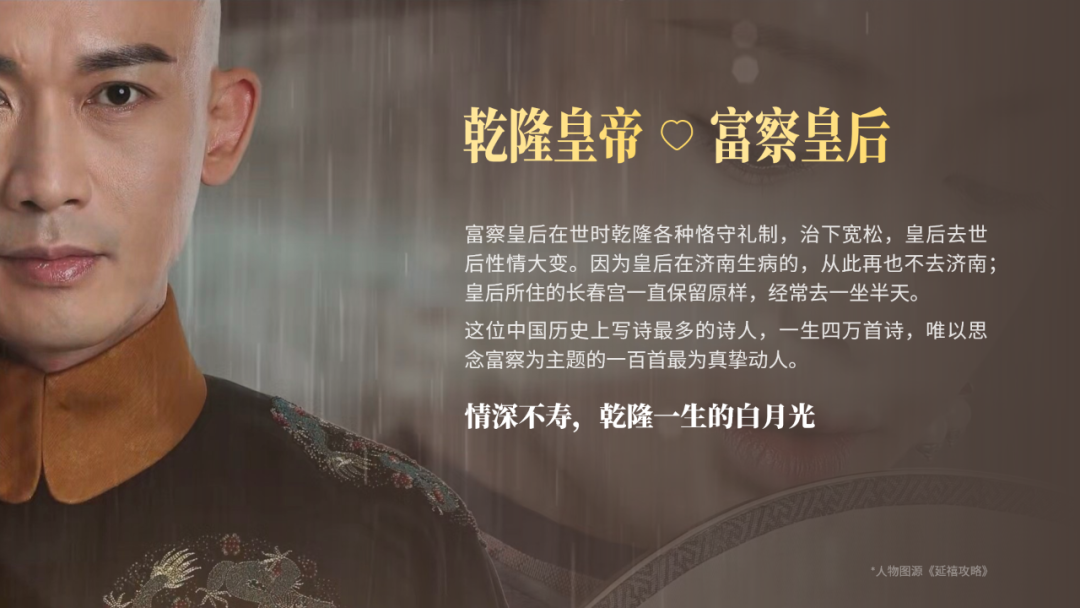 乾隆皇帝 ♡ 富察皇后
富察皇后在世时乾隆各种恪守礼制，治下宽松，皇后去世
后性情大变。因为皇后在济南生病的，从此再也不去济南；
皇后所住的长春宫一直保留原样，经常去一坐半天。
这位中国历史上写诗最多的诗人，一生四万首诗，唯以思
念富察为主题的一百首最为真挚动人。
情深不寿，乾隆一生的白月光
*人物图源《延禧攻略》